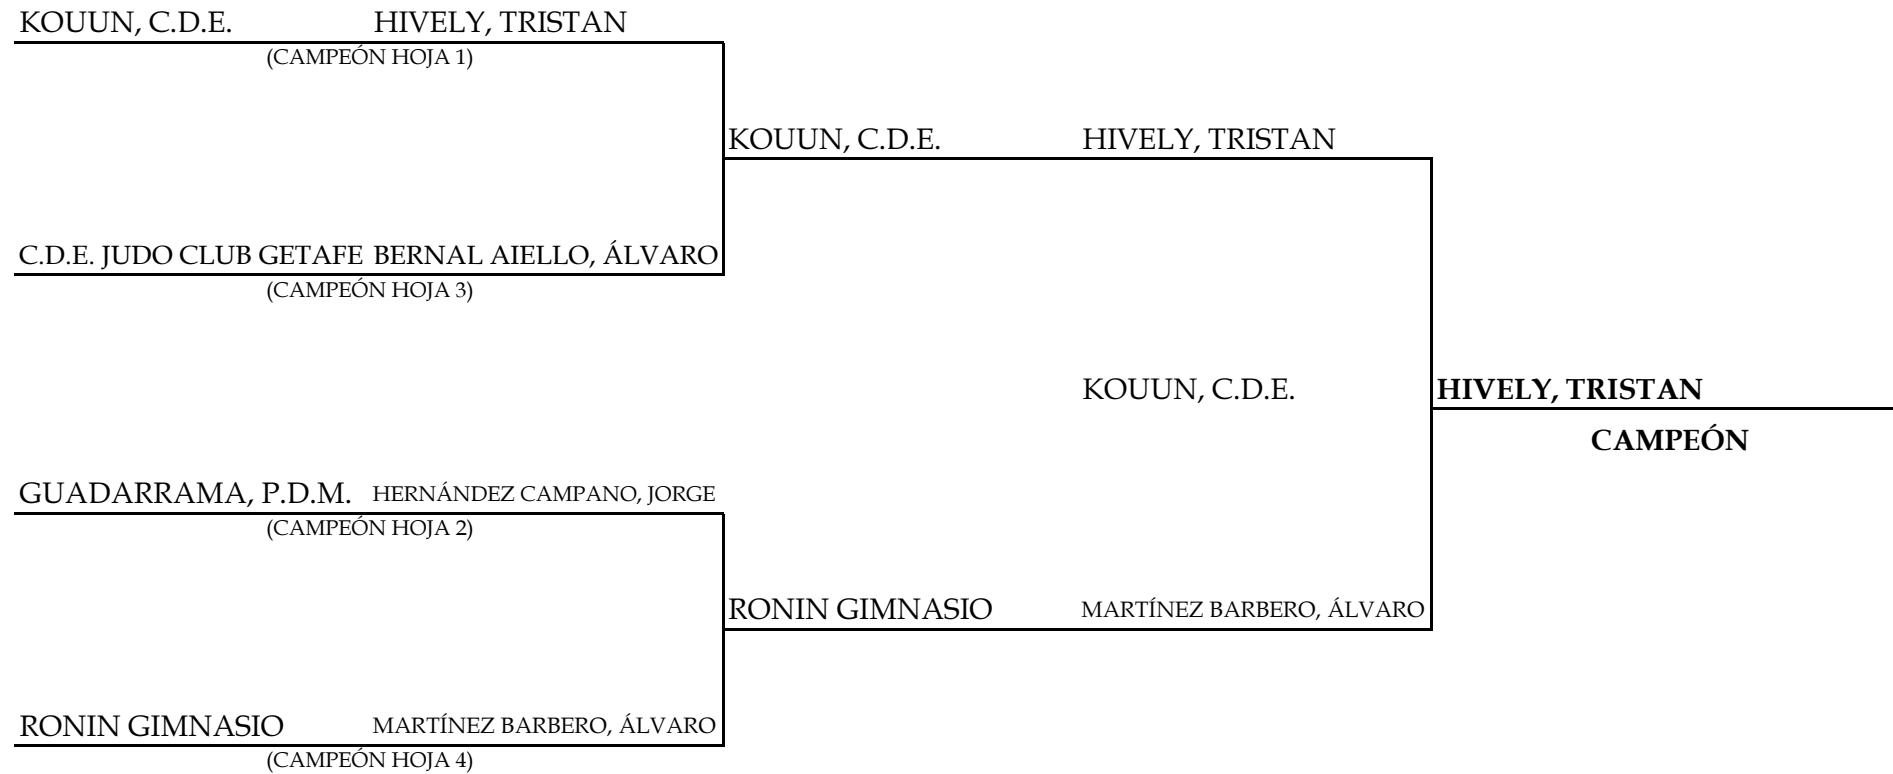 KOUUN, C.D.E. HIVELY, TRISTAN
(CAMPEÓN HOJA 1)
KOUUN, C.D.E. HIVELY, TRISTAN
C.D.E. JUDO CLUB GETAFE BERNAL AIELLO, ÁLVARO
(CAMPEÓN HOJA 3)
KOUUN, C.D.E. HIVELY, TRISTAN
CAMPEÓN
GUADARRAMA, P.D.M. HERNÁNDEZ CAMPANO, JORGE
(CAMPEÓN HOJA 2)
RONIN GIMNASIO MARTÍNEZ BARBERO, ÁLVARO
RONIN GIMNASIO MARTÍNEZ BARBERO, ÁLVARO
(CAMPEÓN HOJA 4)